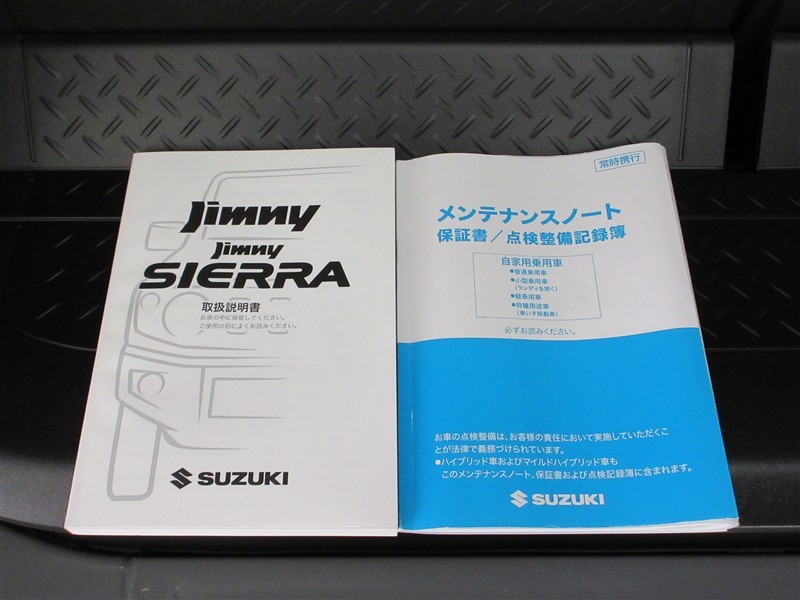 Jimny
Jimny
SIERRA
取扱説明書
お車の中に保管してください。
ご使用の前によくお読みください。
SUZUKI
常時携行
メンテナンスノート
保証書/点検整備記録簿
自家用乗用車
●普通乗用車
●小型乗用車
(ランディを除く)
●軽乗用車
●特種用途車
(車いす移動車)
必ずお読みください。
お車の点検整備は、お客様の責任において実施していただくこ
とが法律で義務づけられています。
●ハイブリッド車およびマイルドハイブリッド車も
このメンテナンスノート、保証書および点検記録簿に含まれます。
SUZUKI